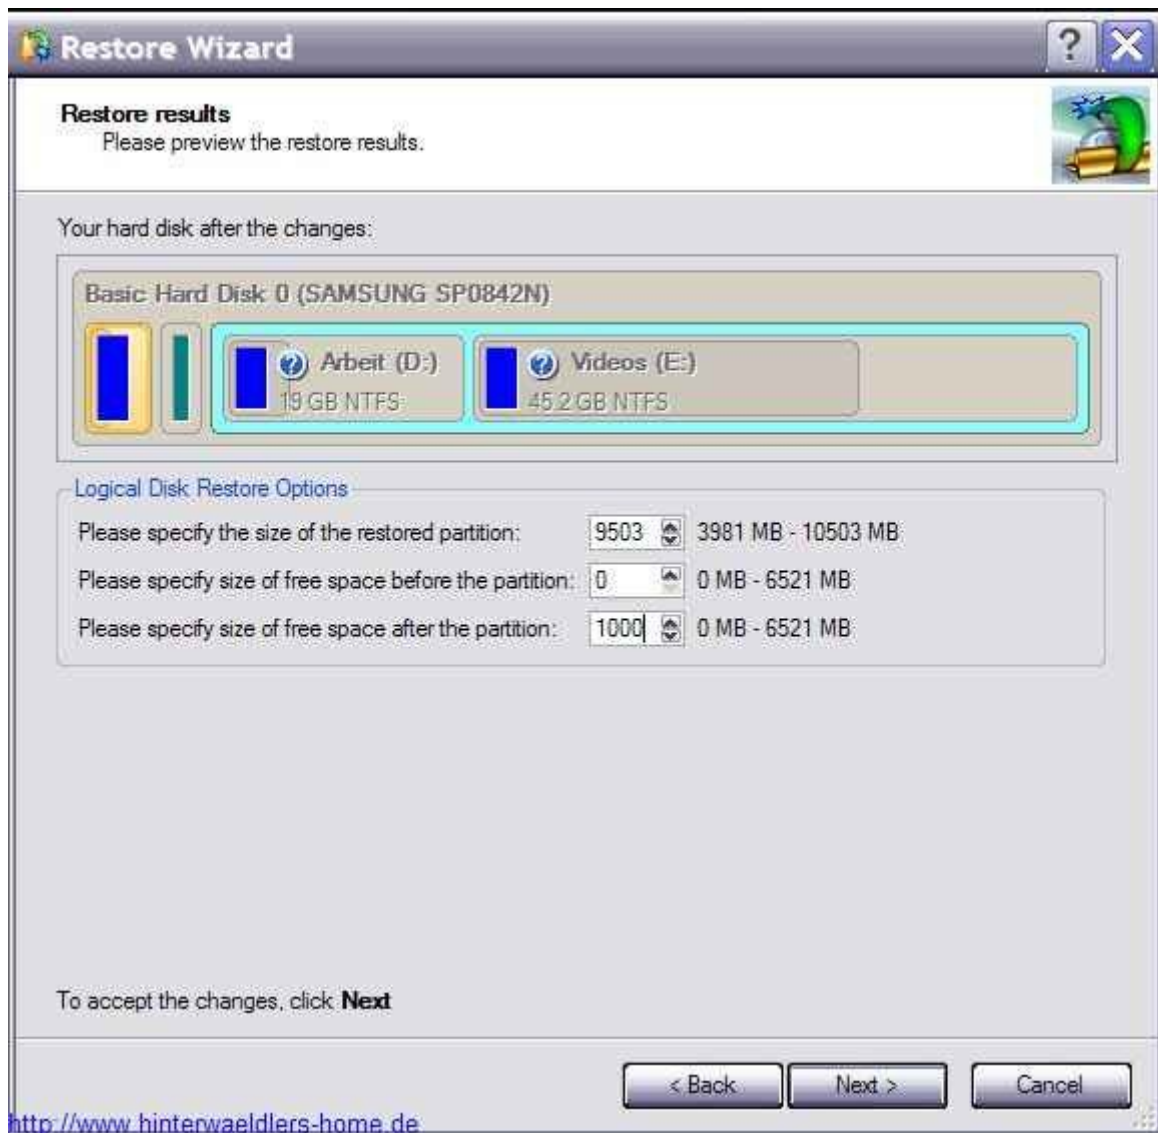 Restore Wizard
?
Restore results
Please preview the restore results.
Your hard disk after the changes:
Basic Hard Disk 0 (SAMSUNG SP0842N)
Arbeit (D:)
19 GB NTFS
Videos (E:)
45.2 GB NTFS
Logical Disk Restore Options
Please specify the size of the restored partition: 9503 3981 MB - 10503 MB
Please specify size of free space before the partition: 0 0 MB - 6521 MB
Please specify size of free space after the partition: 1000 0 MB - 6521 MB
To accept the changes, click Next
< Back Next > Cancel
http://www.hinterwaeldlers-home.de